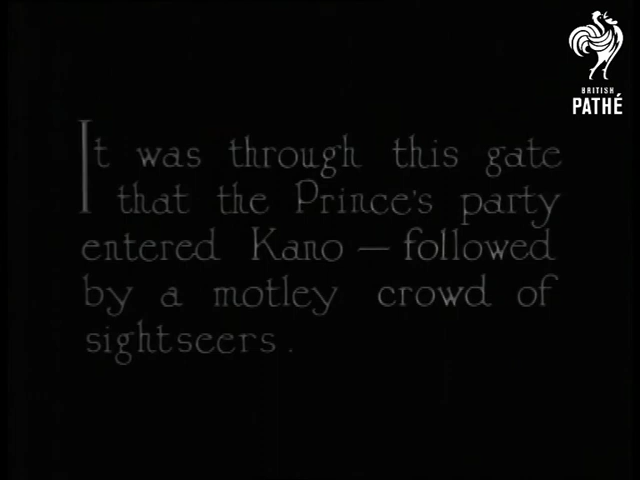 BRITISH
PATHÉ
It was through this gate
that the Prince's party
entered Kano — followed
by a motley crowd of
sightseers.